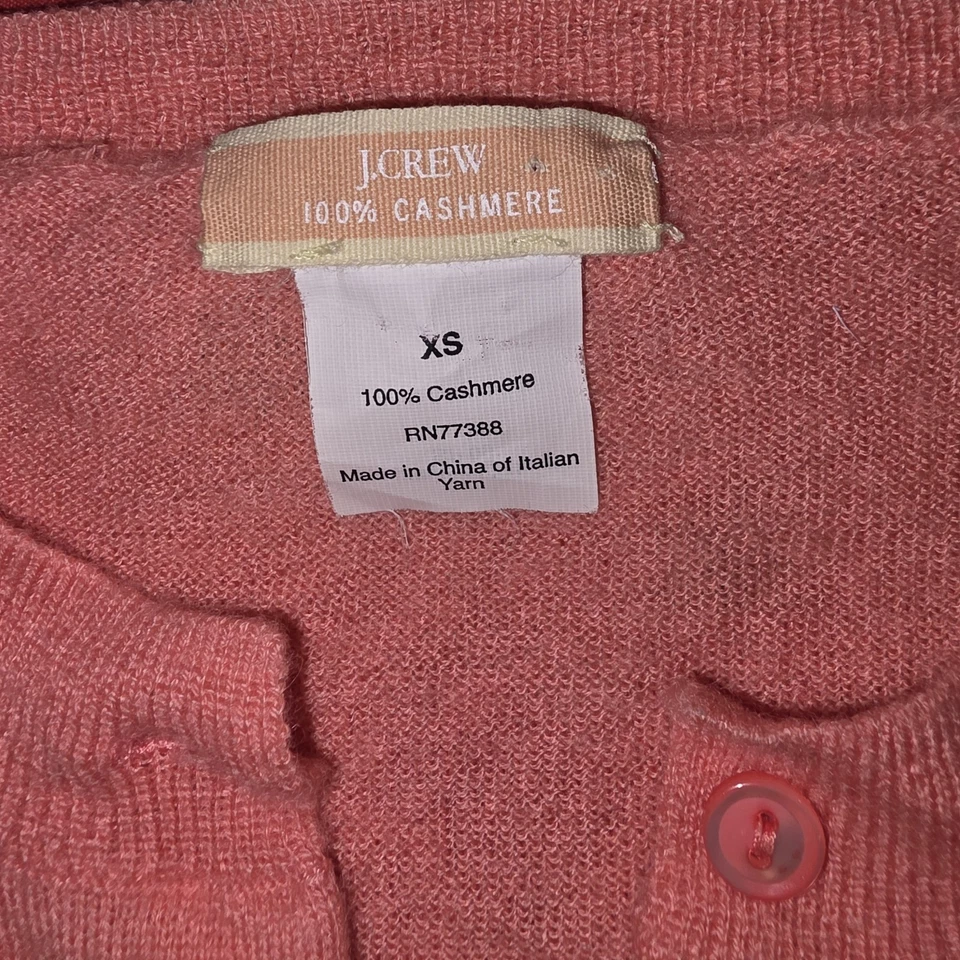 J.CREW
100% CASHMERE
XS
100% Cashmere
RN77388
Made in China of Italian
Yarn